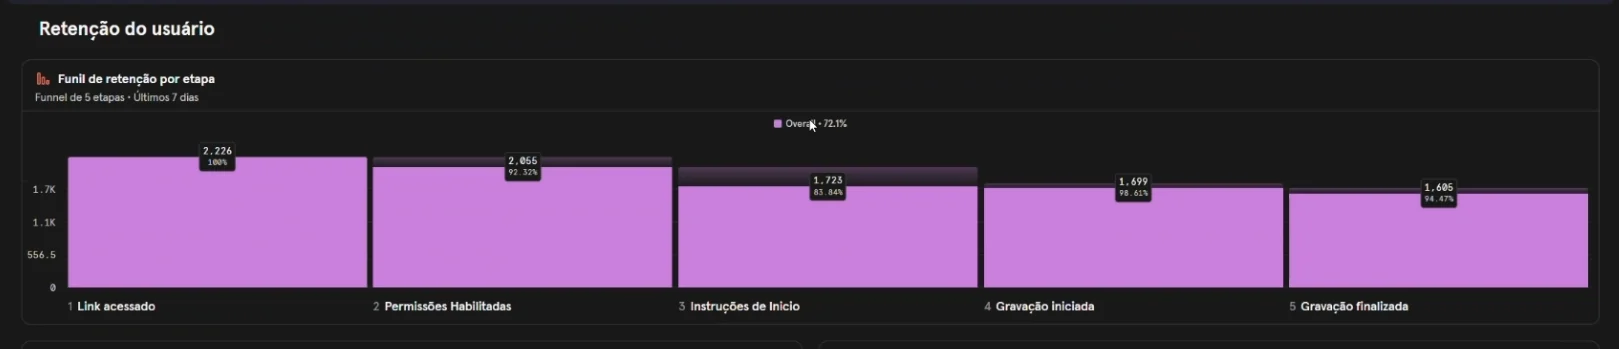 Retenção do usuário
Funil de retenção por etapa
Funnel de 5 etapas • Últimos 7 dias
Overall • 72.1%
2,226
100%
2,055
92.32%
1,723
83.84%
1,699
98.61%
1,605
94.47%
1.7K
1.1K
556.5
0
1 Link acessado
2 Permissões Habilitadas
3 Instruções de Inicio
4 Gravação iniciada
5 Gravação finalizada